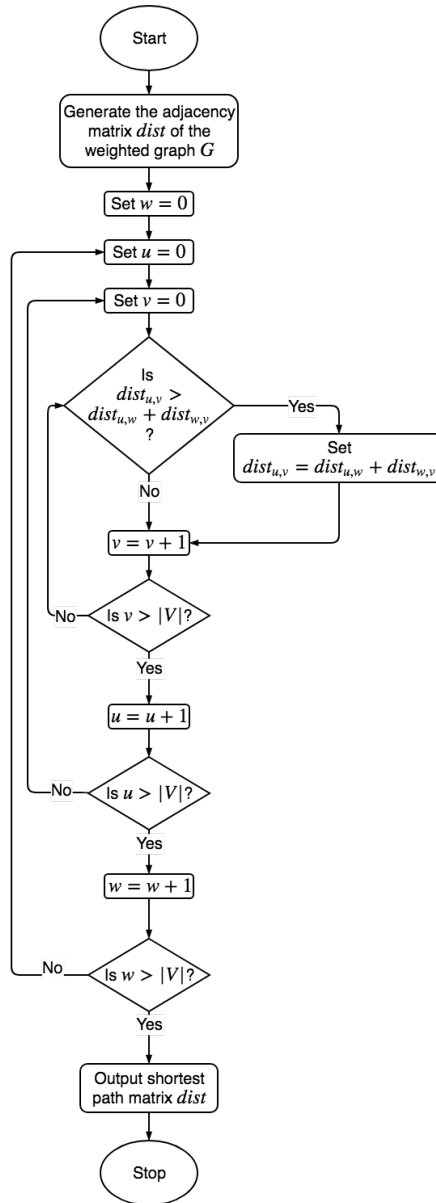 Start
Generate the adjacency
matrix dist of the
weighted graph G
Set w = 0
Set u = 0
Set v = 0
Is
dist_{u,v} >
dist_{u,w} + dist_{w,v}
?
Yes
Set
dist_{u,v} = dist_{u,w} + dist_{w,v}
No
v = v + 1
No
Is v > |V|?
Yes
u = u + 1
No
Is u > |V|?
Yes
w = w + 1
No
Is w > |V|?
Yes
Output shortest
path matrix dist
Stop